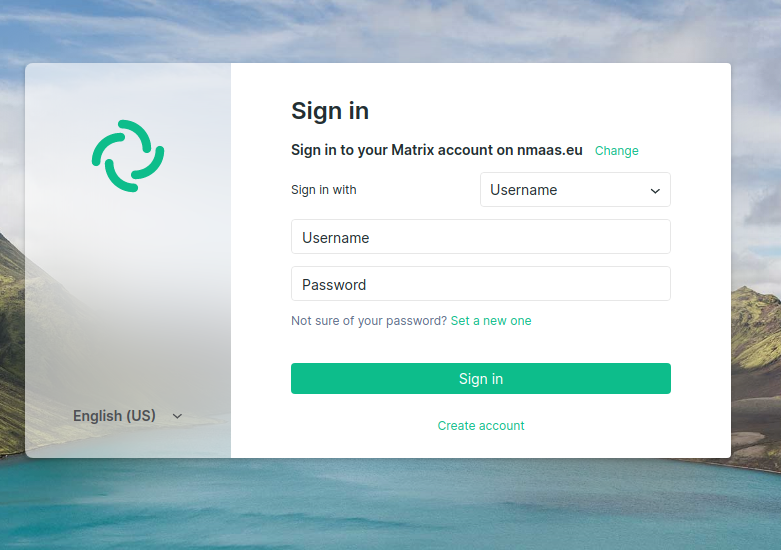 Sign in
Sign in to your Matrix account on nmaas.eu Change
Sign in with Username
Username
Password
Not sure of your password? Set a new one
Sign in
English (US)
Create account